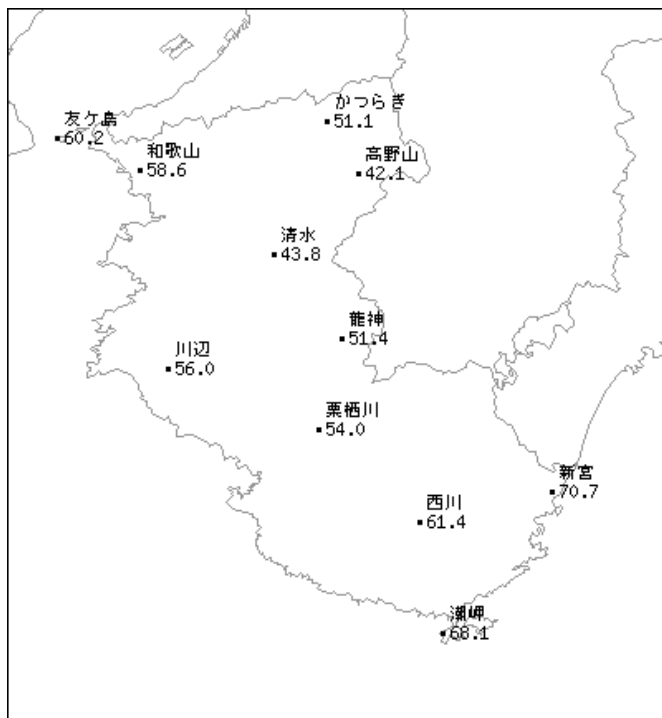 かつらぎ
51.1
友ケ島
60.2
和歌山
58.6
高野山
42.1
清水
43.8
龍神
51.4
川辺
56.0
栗栖川
54.0
新宮
70.7
西川
61.4
潮岬
68.1